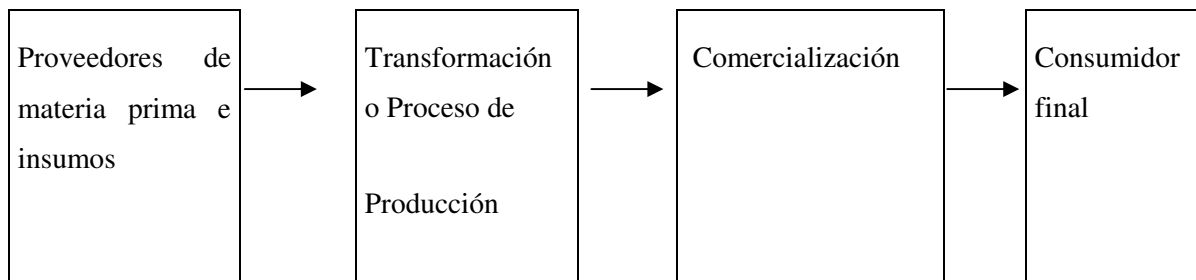 Proveedores de
materia prima e
insumos
Transformación
o Proceso de
Producción
Comercialización
Consumidor
final